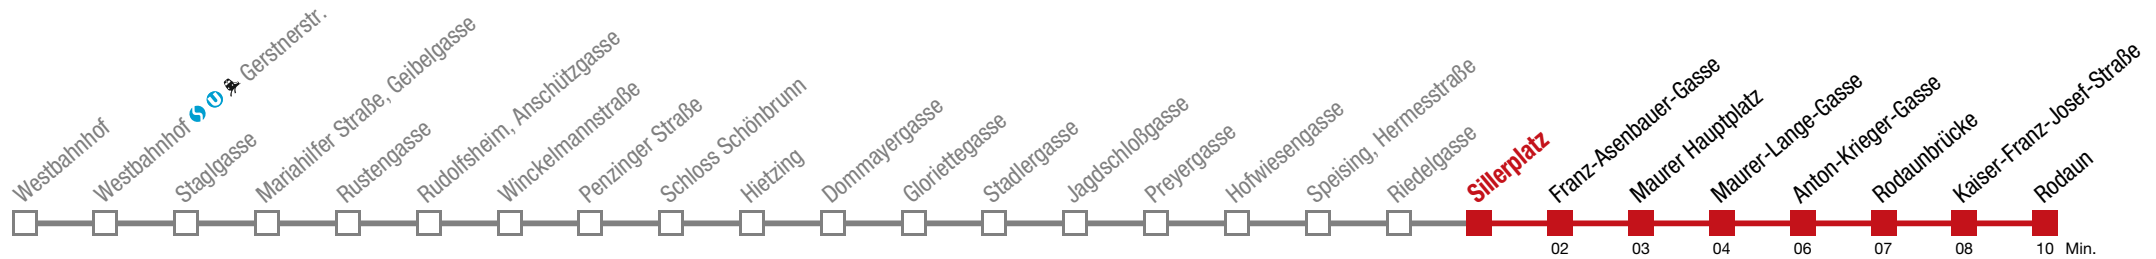 Westbahnhof
Westbahnhof S U Gerstnerstr.
Staglgasse
Mariahilfer Straße, Geibelgasse
Rustengasse
Rudolfsheim, Anschützgasse
Winckelmannstraße
Penzinger Straße
Schloss Schönbrunn
Hietzing
Dommayergasse
Gloriettegasse
Stadlergasse
Jagdschloßgasse
Preyergasse
Hofwiesengasse
Speising, Hermesstraße
Riedelgasse
Sillerplatz
Franz-Asenbauer-Gasse
Maurer Hauptplatz
Maurer-Lange-Gasse
Anton-Krieger-Gasse
Rodaunbrücke
Kaiser-Franz-Josef-Straße
Rodaun
02 03 04 06 07 08 10 Min.